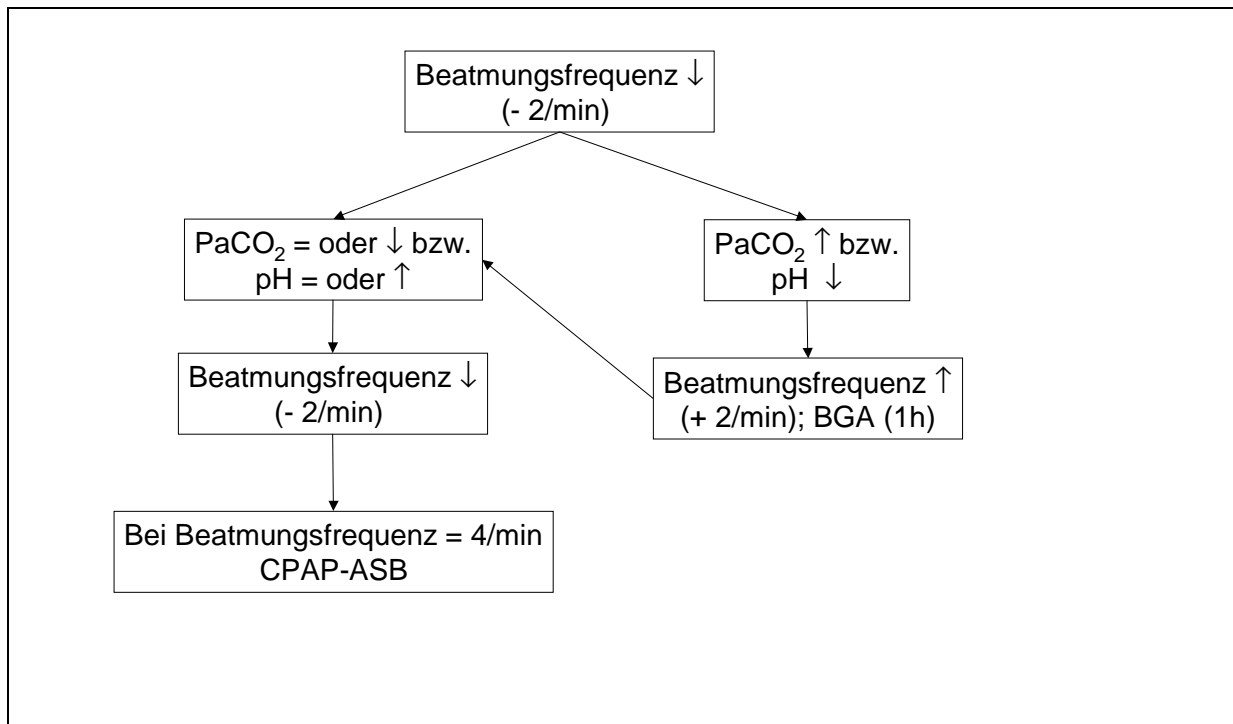 Beatmungsfrequenz ↓
(- 2/min)
PaCO₂ = oder ↓ bzw.
pH = oder ↑
PaCO₂ ↑ bzw.
pH ↓
Beatmungsfrequenz ↓
(- 2/min)
Beatmungsfrequenz ↑
(+ 2/min); BGA (1h)
Bei Beatmungsfrequenz = 4/min
CPAP-ASB